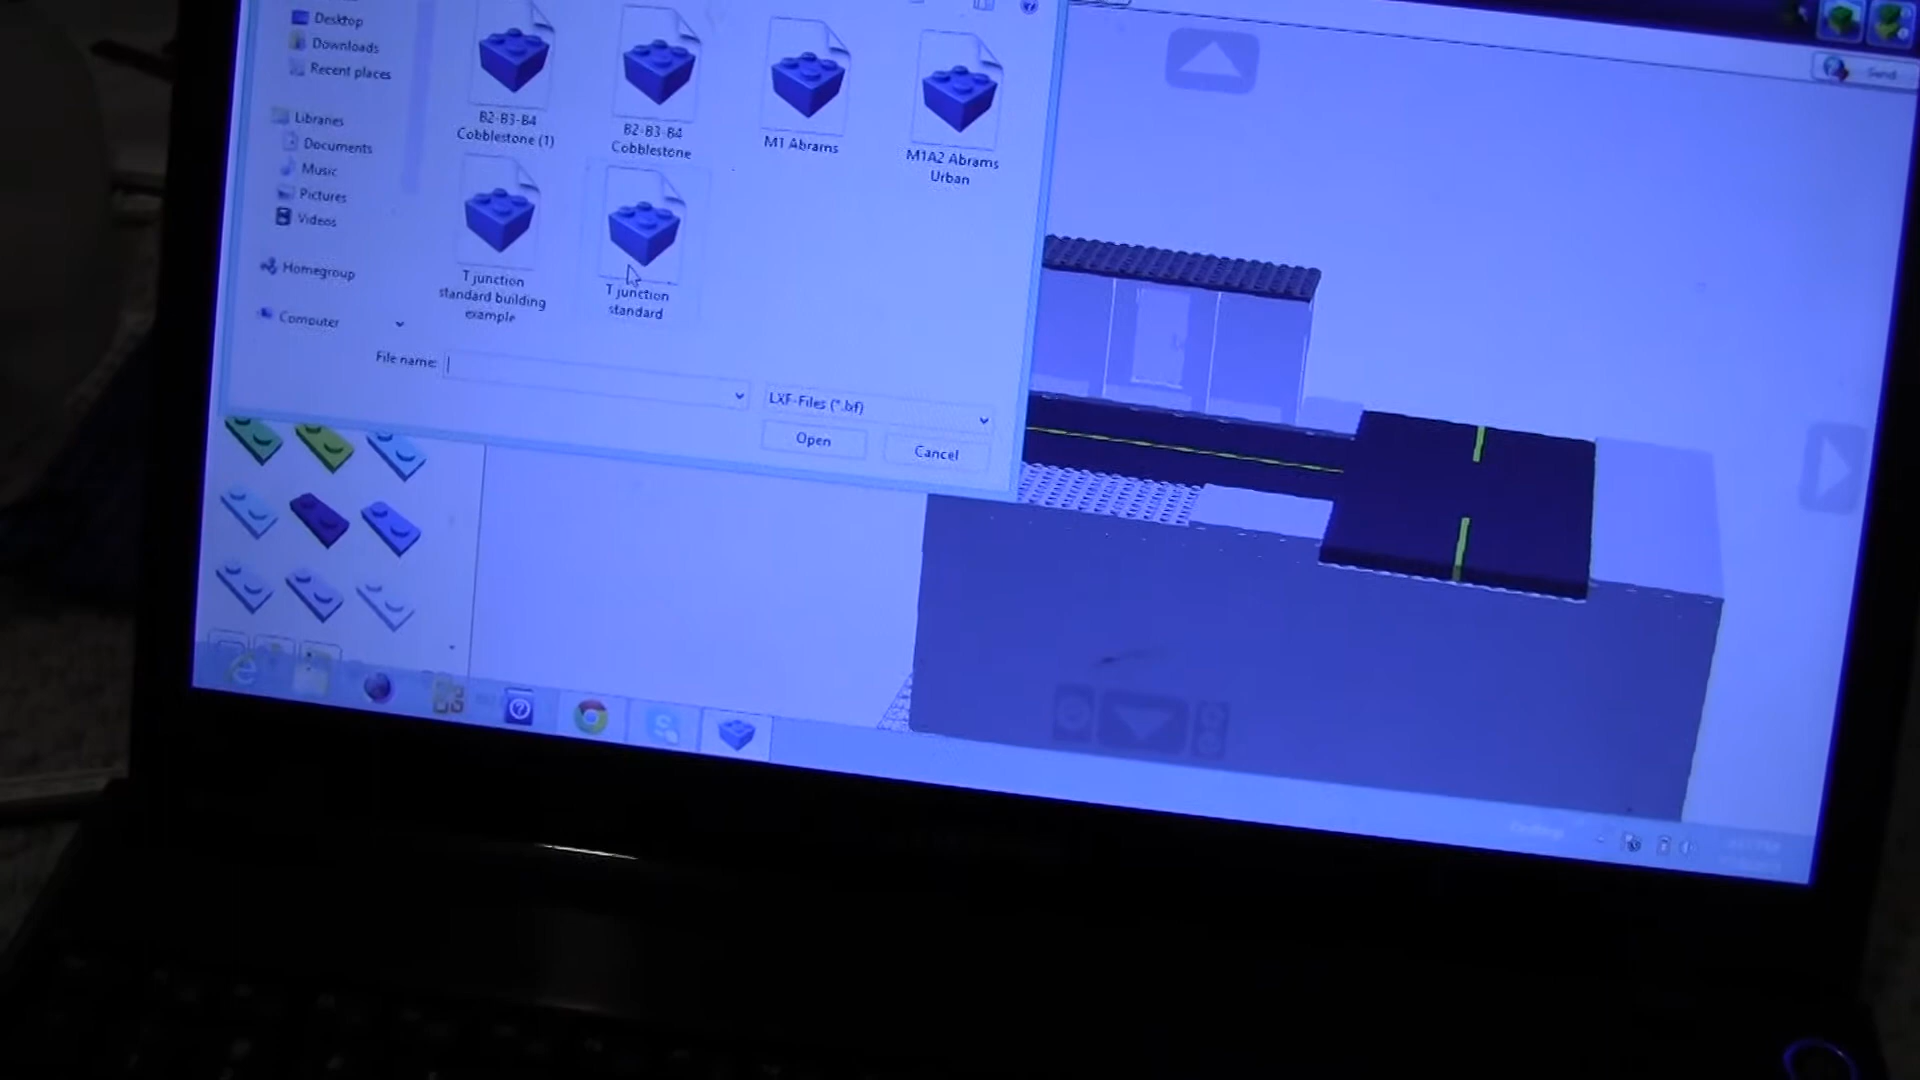 Desktop
Downloads
Recent places
Libraries
Documents
Music
Pictures
Videos
Homegroup
Computer
B2-B3-B4
Cobblestone (1)
B2-B3-B4
Cobblestone
M1 Abrams
M1A2 Abrams
Urban
T junction
standard building
example
T junction
standard
File name:
LXF-Files (*.lxf)
Open
Cancel
Send